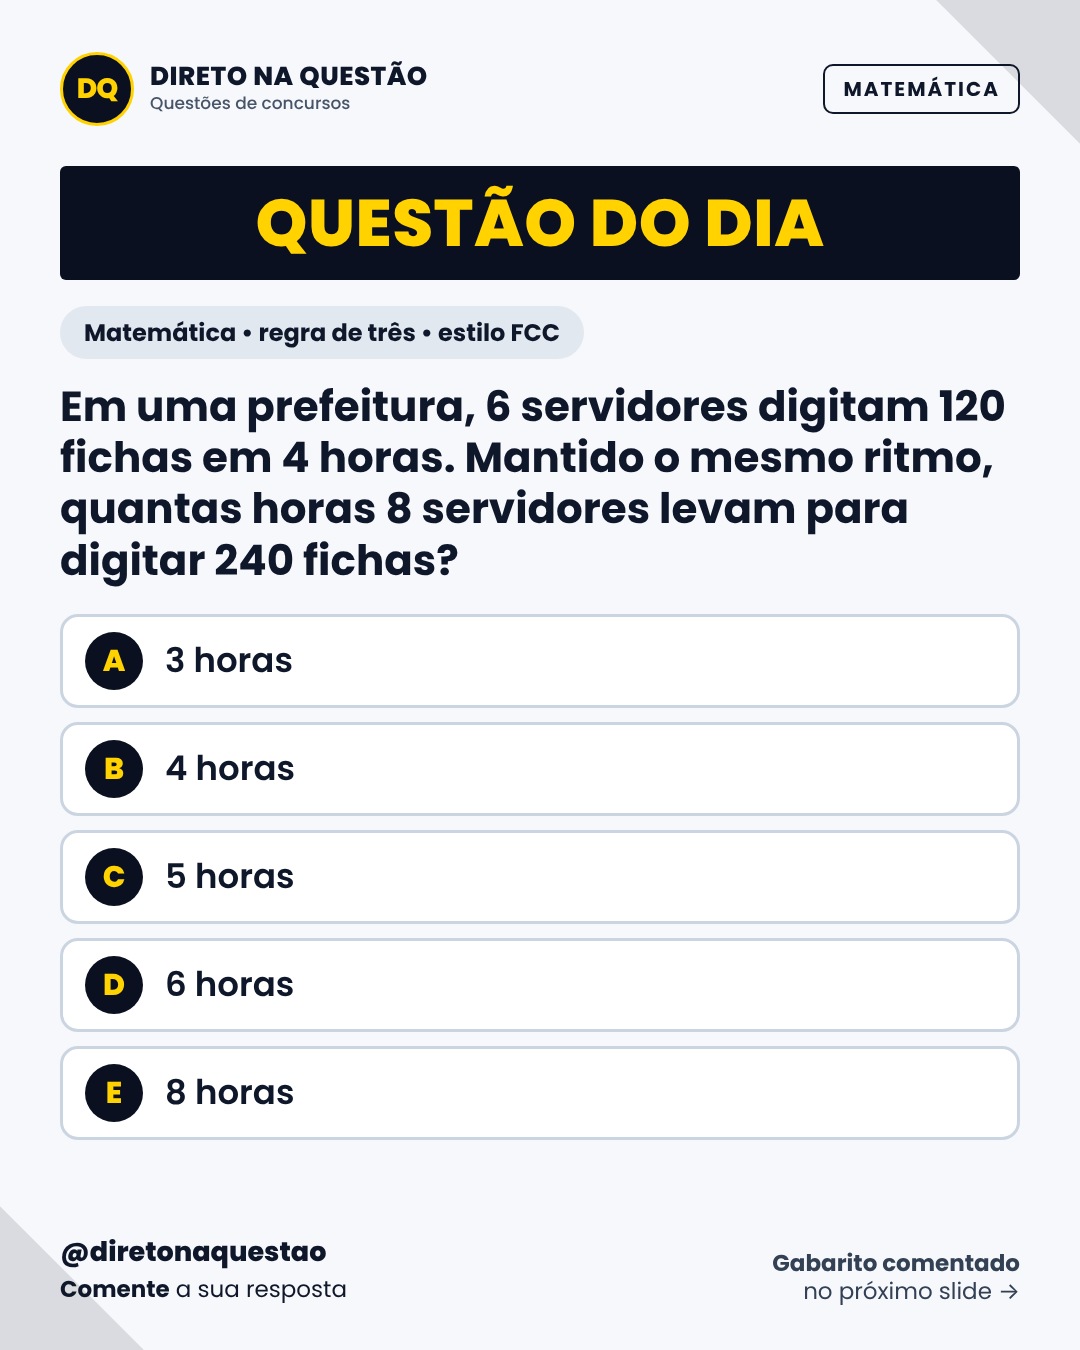 DQ
DIRETO NA QUESTÃO
Questões de concursos
MATEMÁTICA
QUESTÃO DO DIA
Matemática • regra de três • estilo FCC
Em uma prefeitura, 6 servidores digitam 120
fichas em 4 horas. Mantido o mesmo ritmo,
quantas horas 8 servidores levam para
digitar 240 fichas?
A 3 horas
B 4 horas
C 5 horas
D 6 horas
E 8 horas
@diretonaquestao
Comente a sua resposta
Gabarito comentado
no próximo slide →